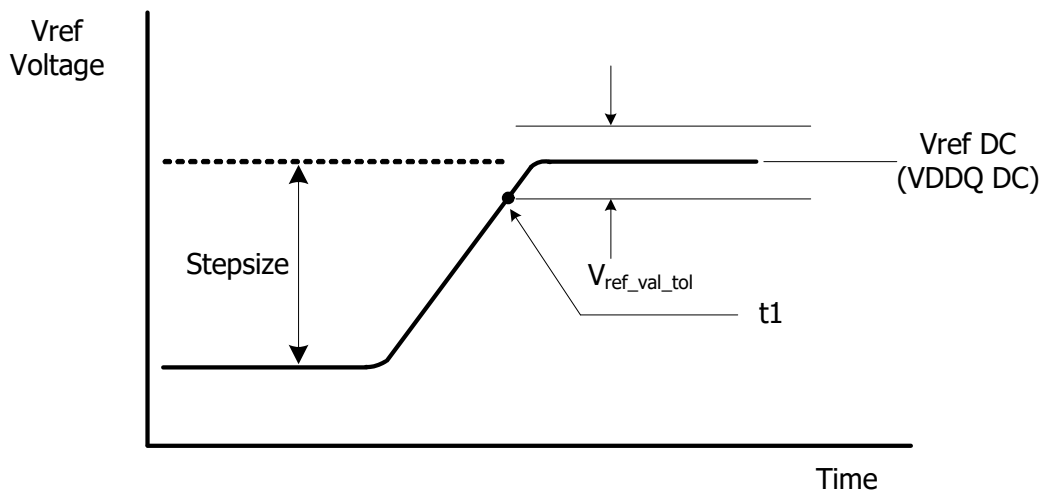 Vref
Voltage
Vref DC
(VDDQ DC)
Stepsize
Vref_val_tol
t1
Time